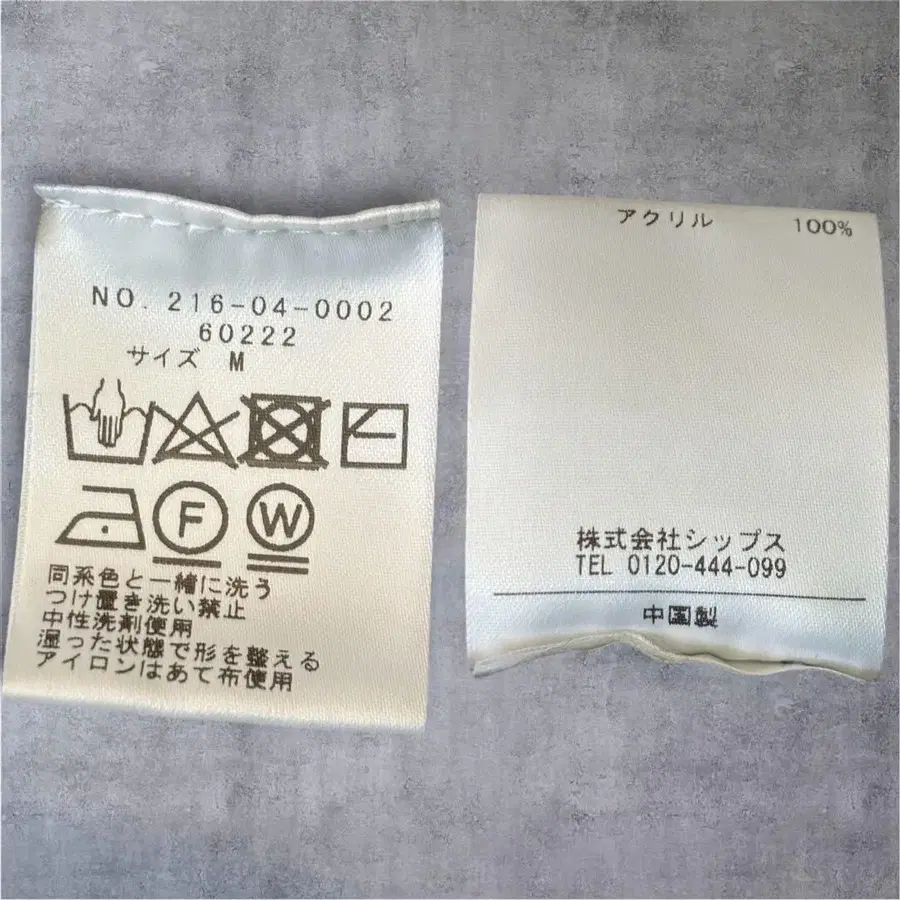 NO. 216-04-0002
60222
サイズ M
F
W
同系色と一緒に洗う
つけ置き洗い禁止
中性洗剤使用
湿った状態で形を整える
アイロンはあて布使用
アクリル 100%
株式会社シップス
TEL 0120-444-099
中国製